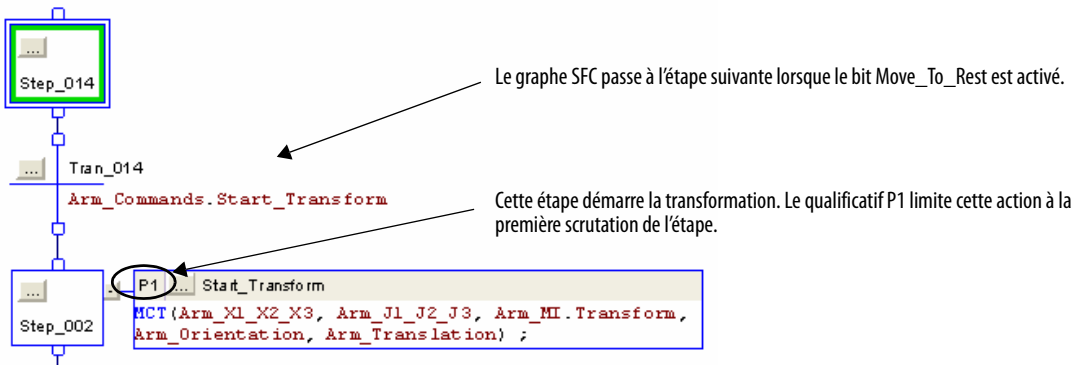 ...
Step_014
Le graphe SFC passe à l'étape suivante lorsque le bit Move_To_Rest est activé.
... Tran_014
Arm_Commands.Start_Transform
Cette étape démarre la transformation. Le qualificatif P1 limite cette action à la
première scrutation de l'étape.
...
Step_002
P1 ... Start_Transform
MCT(Arm_X1_X2_X3, Arm_J1_J2_J3, Arm_MI.Transform,
Arm_Orientation, Arm_Translation) ;